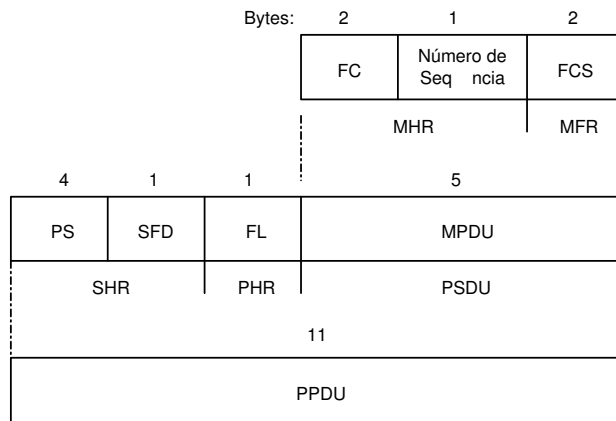 Bytes: 2 1 2
FC
Número de
Seq ncia
FCS
MHR MFR
4 1 1 5
PS SFD FL MPDU
SHR PHR PSDU
11
PPDU